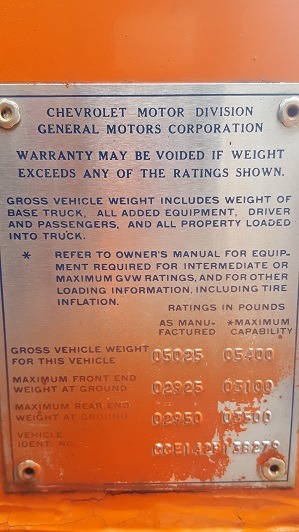 CHEVROLET MOTOR DIVISION
GENERAL MOTORS CORPORATION
WARRANTY MAY BE VOIDED IF WEIGHT
EXCEEDS ANY OF THE RATINGS SHOWN.
GROSS VEHICLE WEIGHT INCLUDES WEIGHT OF
BASE TRUCK, ALL ADDED EQUIPMENT, DRIVER
AND PASSENGERS, AND ALL PROPERTY LOADED
INTO TRUCK.
* REFER TO OWNER'S MANUAL FOR EQUIP-
MENT REQUIRED FOR INTERMEDIATE OR
MAXIMUM GVW RATINGS, AND FOR OTHER
LOADING INFORMATION, INCLUDING TIRE
INFLATION.
RATINGS IN POUNDS
AS MANU- *MAXIMUM
FACTURED CAPABILITY
GROSS VEHICLE WEIGHT
FOR THIS VEHICLE 05025 05400
MAXIMUM FRONT END
WEIGHT AT GROUND 02925 03100
MAXIMUM REAR END
WEIGHT AT GROUND 02950 03500
VEHICLE
IDENT. NO.